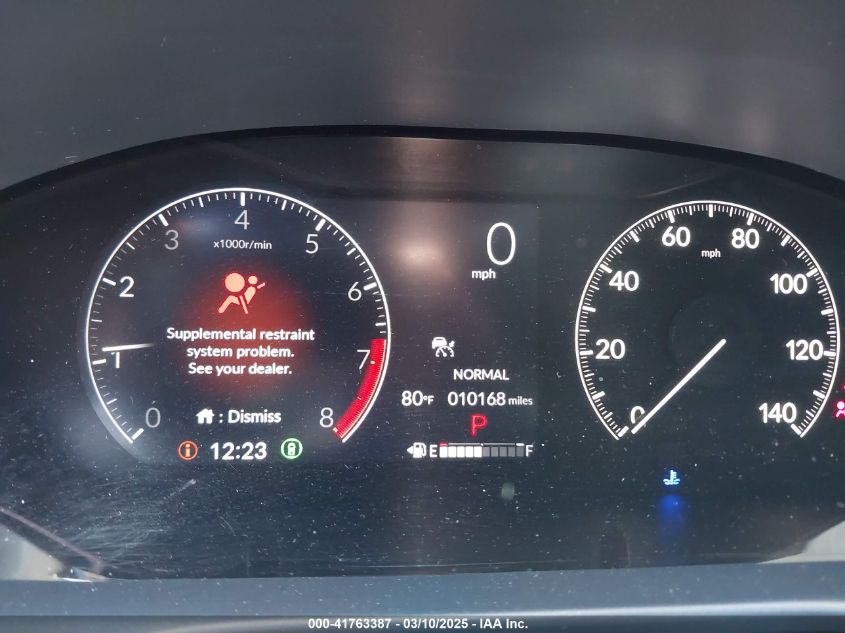 4
3
x1000r/min
5
2
6
Supplemental restraint
system problem.
See your dealer.
1
7
: Dismiss
0
8
12:23
0
mph
NORMAL
80°F 010168 miles
P
E F
60 80
mph
40 100
20 120
0 140
000-41763387 - 03/10/2025 - IAA Inc.